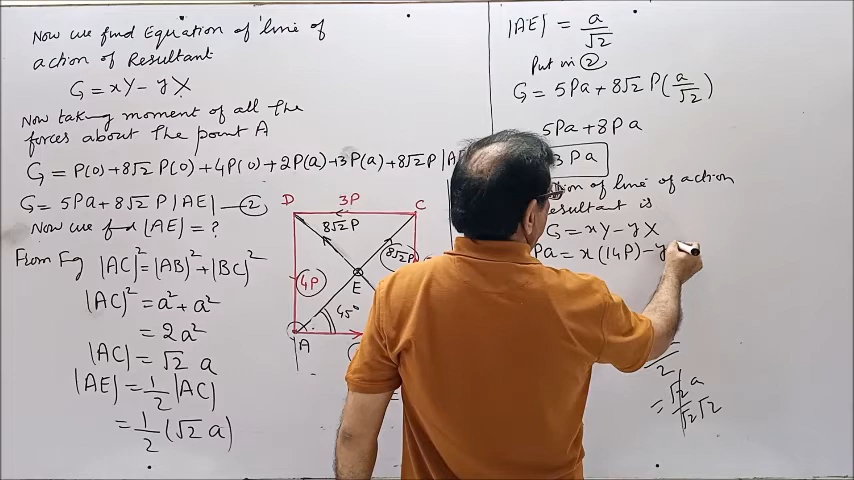 Now we find Equation of line of
action of Resultant
G = xY - yX
Now taking moment of all the
forces about the point A
G = P(0) + 8√2 P(0) + 4P(0) + 2P(a) + 3P(a) + 8√2 P |A
G = 5Pa + 8√2 P |AE| — ②
Now we find |AE| = ?
From Fig |AC|² = |AB|² + |BC|²
|AC|² = a² + a²
= 2a²
|AC| = √2 a
|AE| = 1/2 |AC|
= 1/2 (√2 a)
D 3P C
8√2 P
8√2 P
4P
E
45°
A
|AE| = a/√2
Put in ②
G = 5Pa + 8√2 P (a/√2)
5Pa + 8Pa
3Pa
of line of action
is
G = xY - yX
Pa = x(14P) - y
2
= √2 a/√2 √2